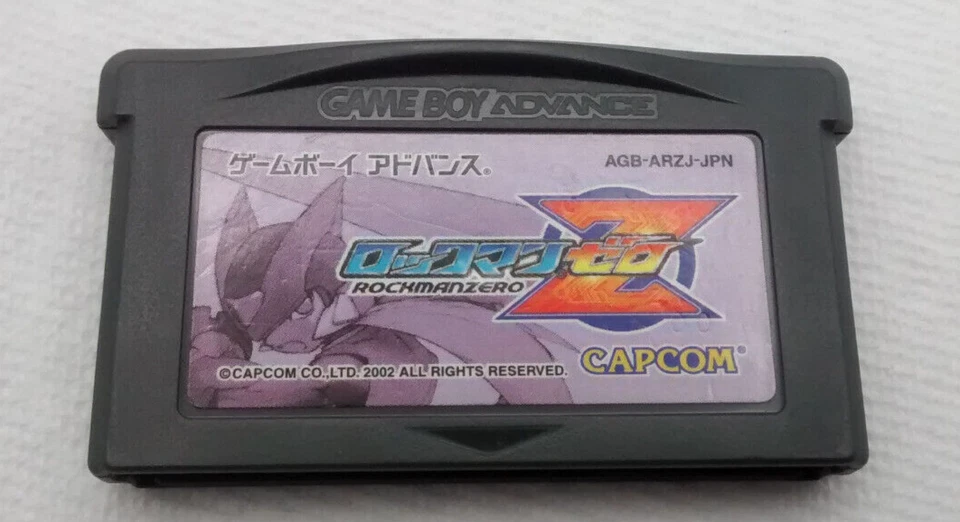 GAME BOY ADVANCE
ゲームボーイ アドバンス®
AGB-ARZJ-JPN
ロックマン ゼロ
ROCKMANZERO
Z
CAPCOM®
©CAPCOM CO.,LTD. 2002 ALL RIGHTS RESERVED.